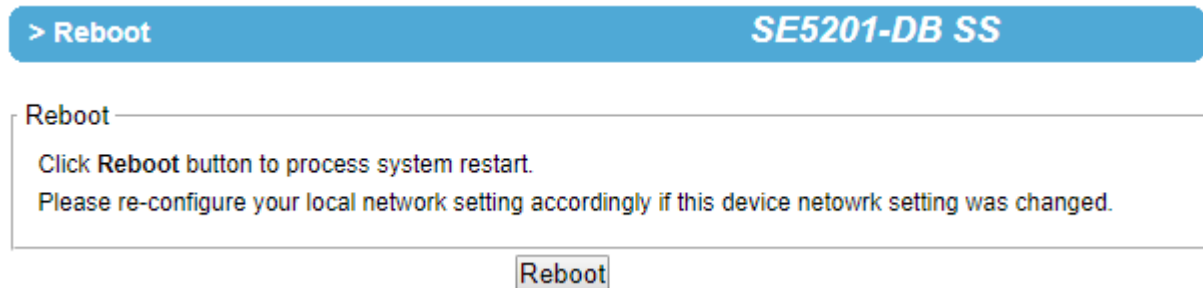 > Reboot SE5201-DB SS
Reboot
Click Reboot button to process system restart.
Please re-configure your local network setting accordingly if this device netowrk setting was changed.
Reboot